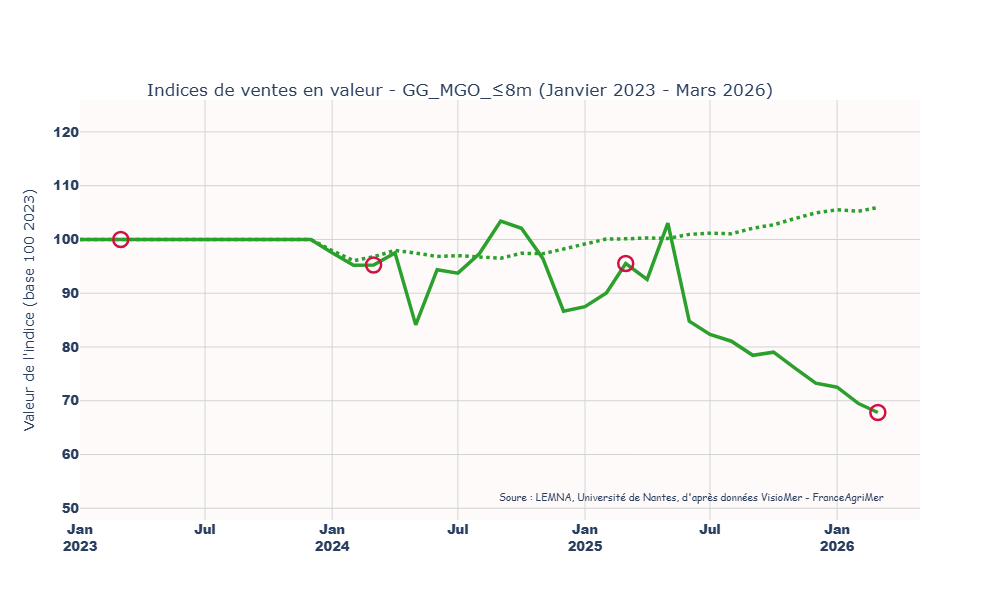 Indices de ventes en valeur - GG_MGO_≤8m (Janvier 2023 - Mars 2026)
Valeur de l'indice (base 100 2023)
120
110
100
90
80
70
60
50
Soure : LEMNA, Université de Nantes, d'après données VisioMer - FranceAgriMer
Jan Jul Jan Jul Jan Jul Jan
2023 2024 2025 2026